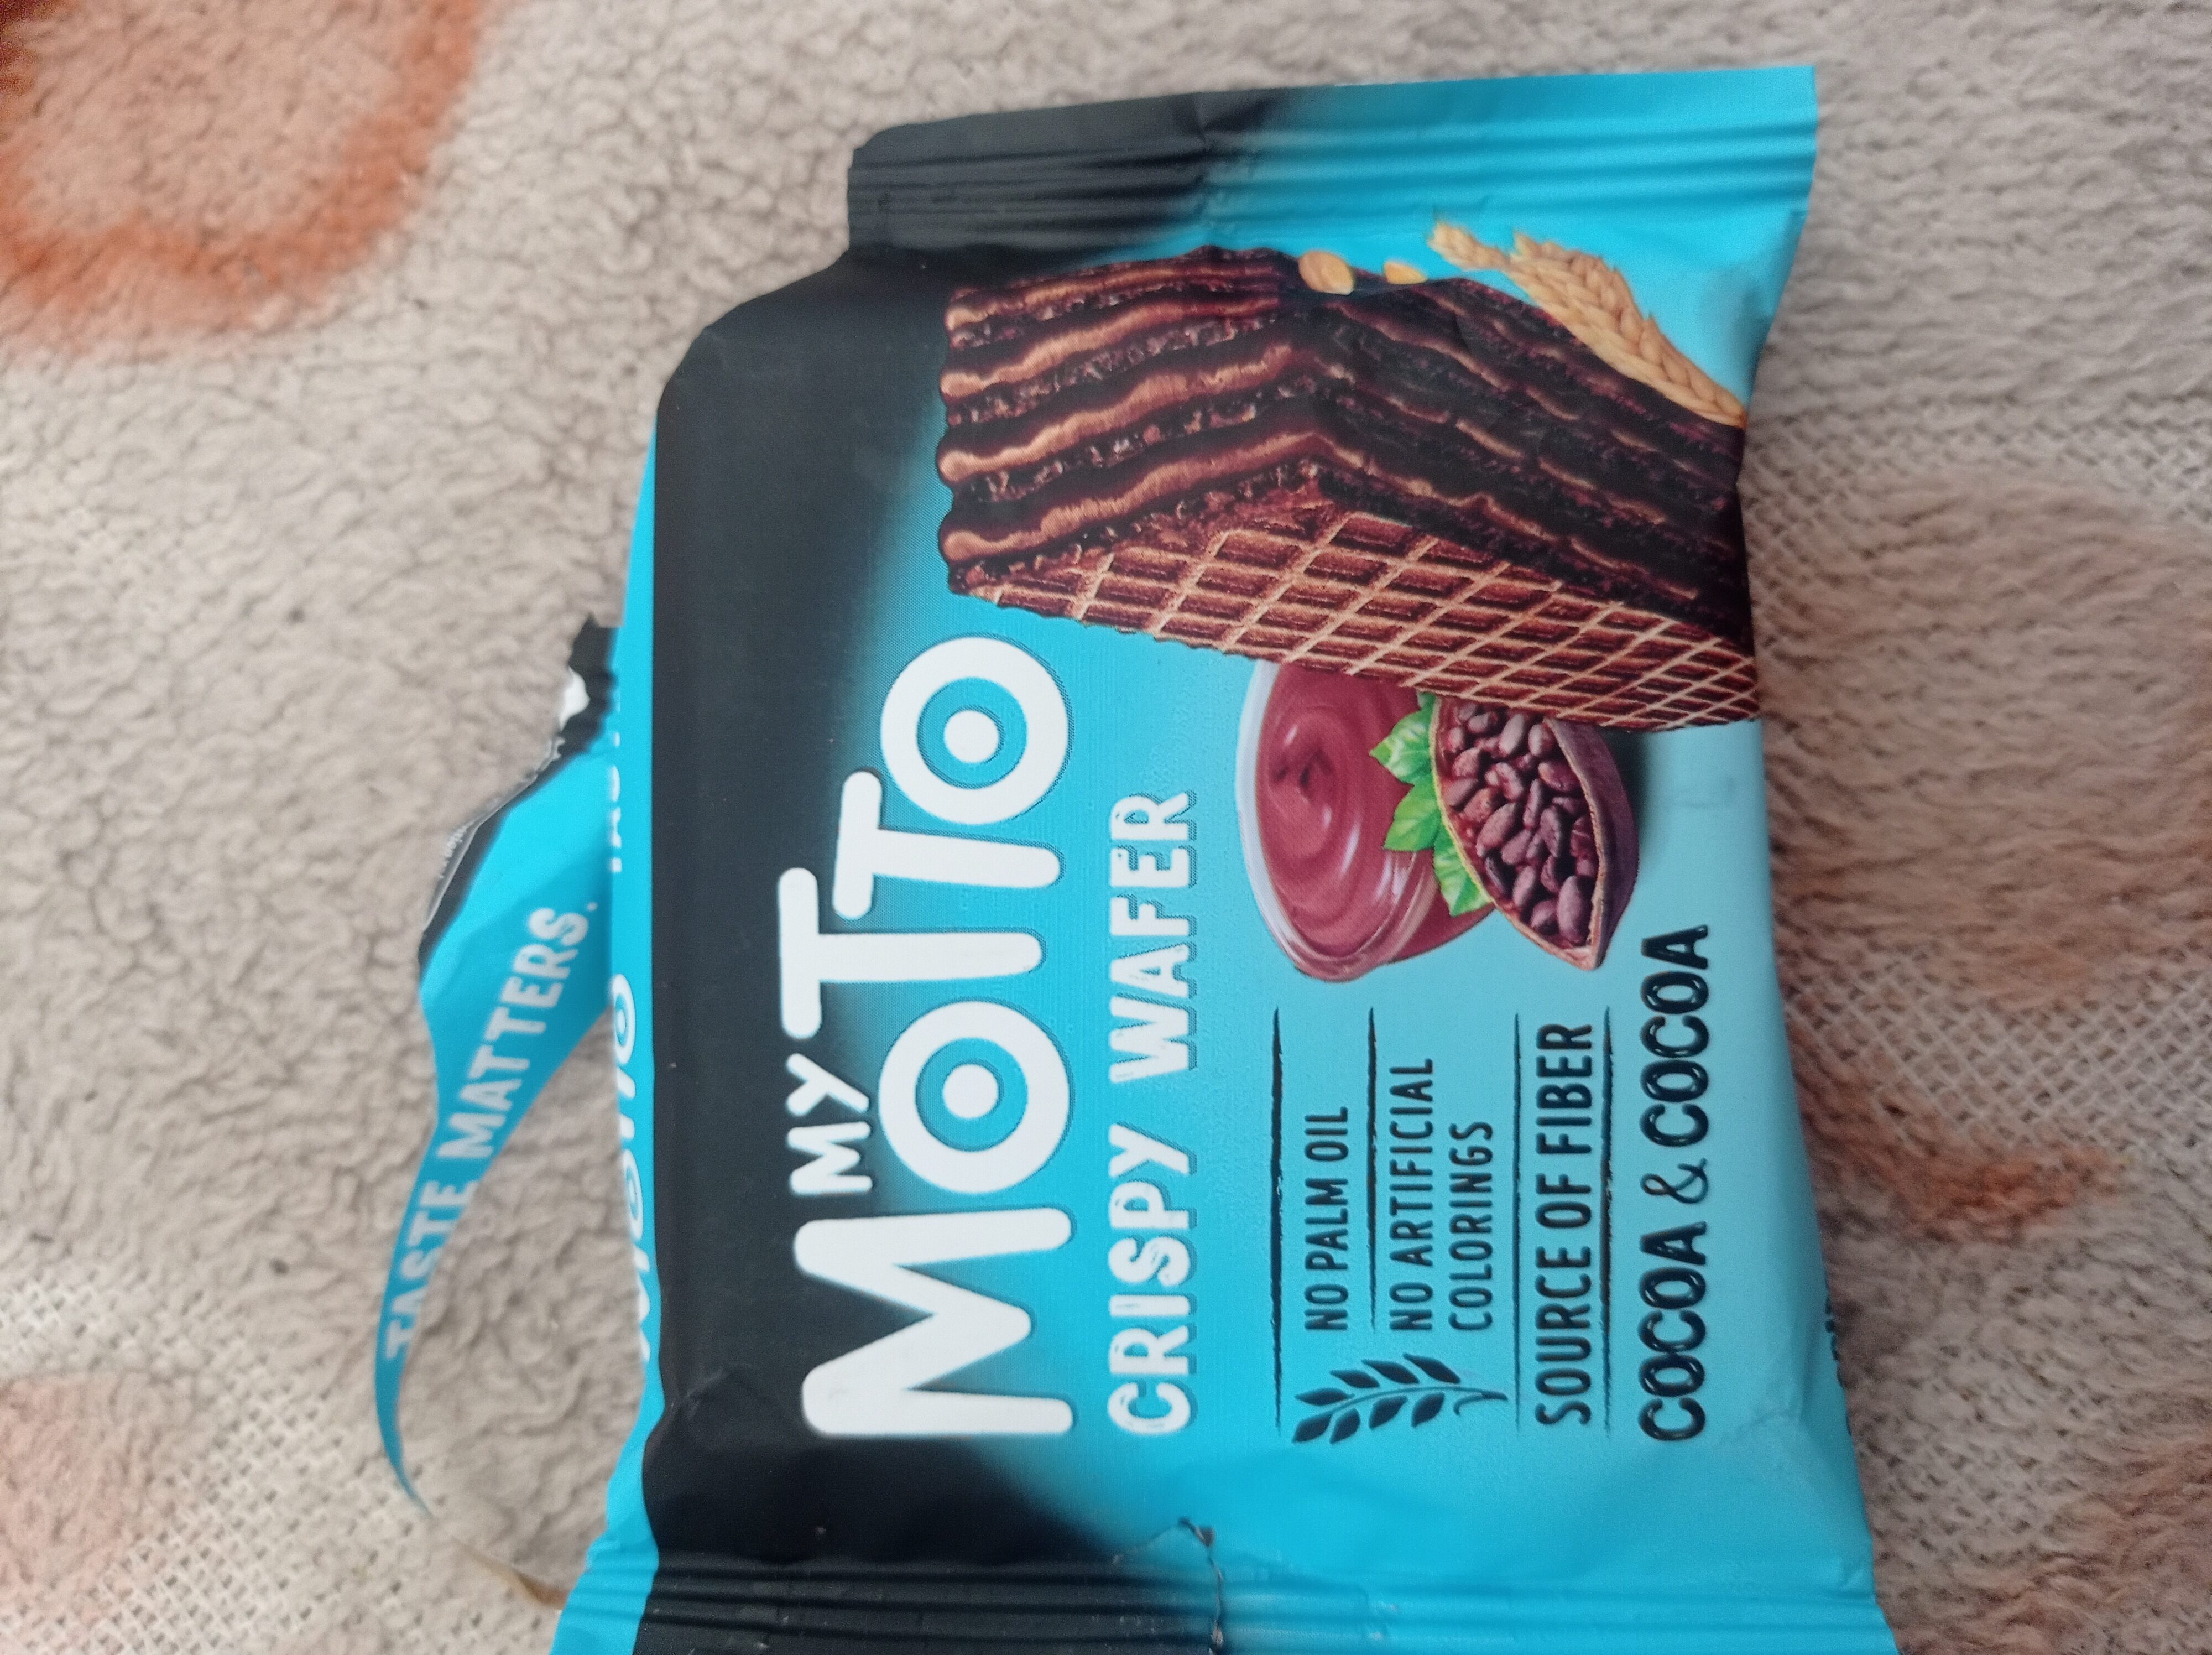 TASTE MATTERS.
MY
MOTTO
CRISPY WAFER
NO PALM OIL
NO ARTIFICIAL
COLORINGS
SOURCE OF FIBER
COCOA & COCOA